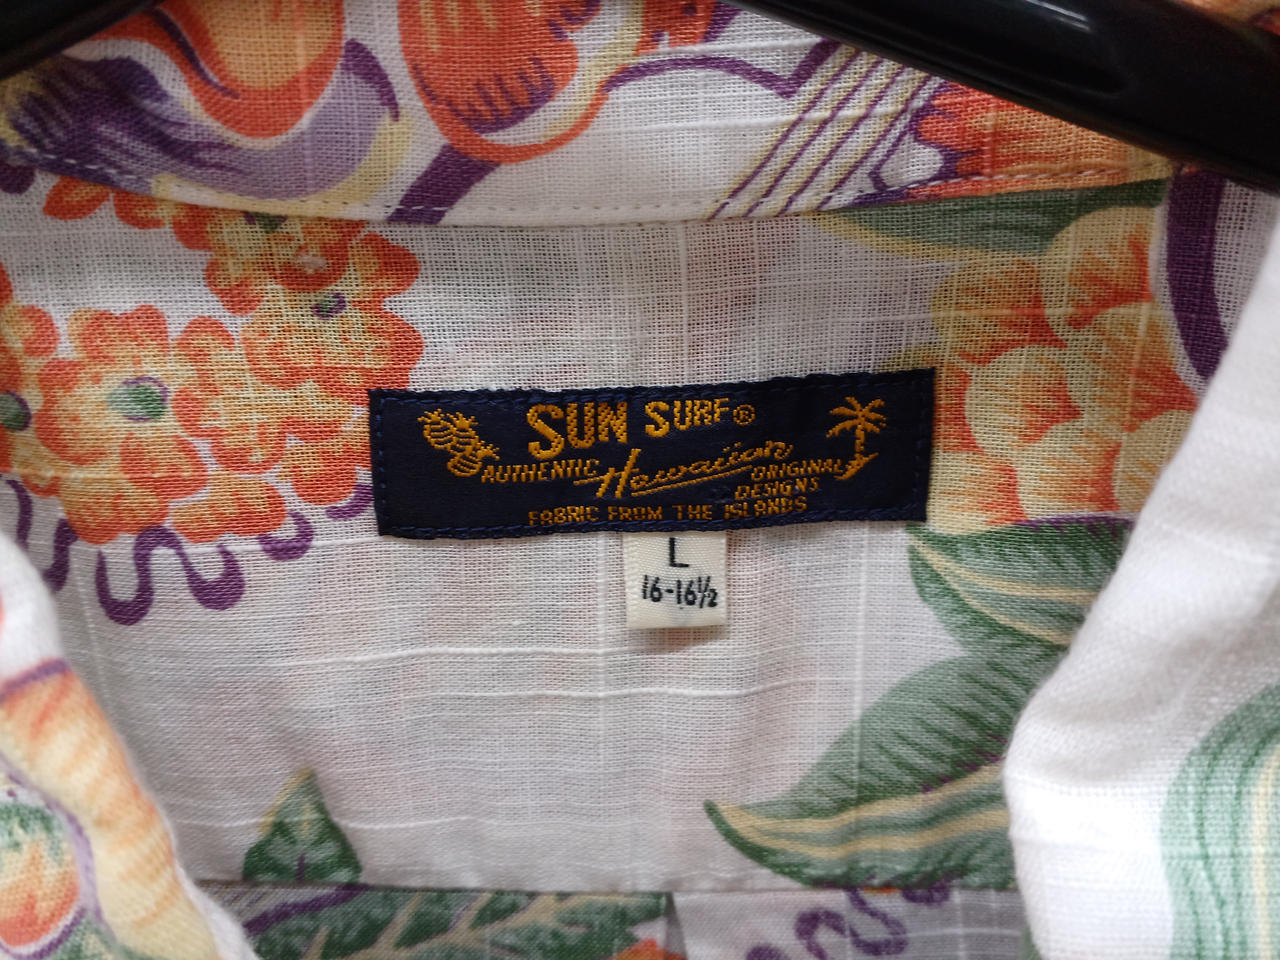 SUN SURF®
AUTHENTIC Hawaiian ORIGINAL
DESIGNS
FABRIC FROM THE ISLANDS
L
16-16½